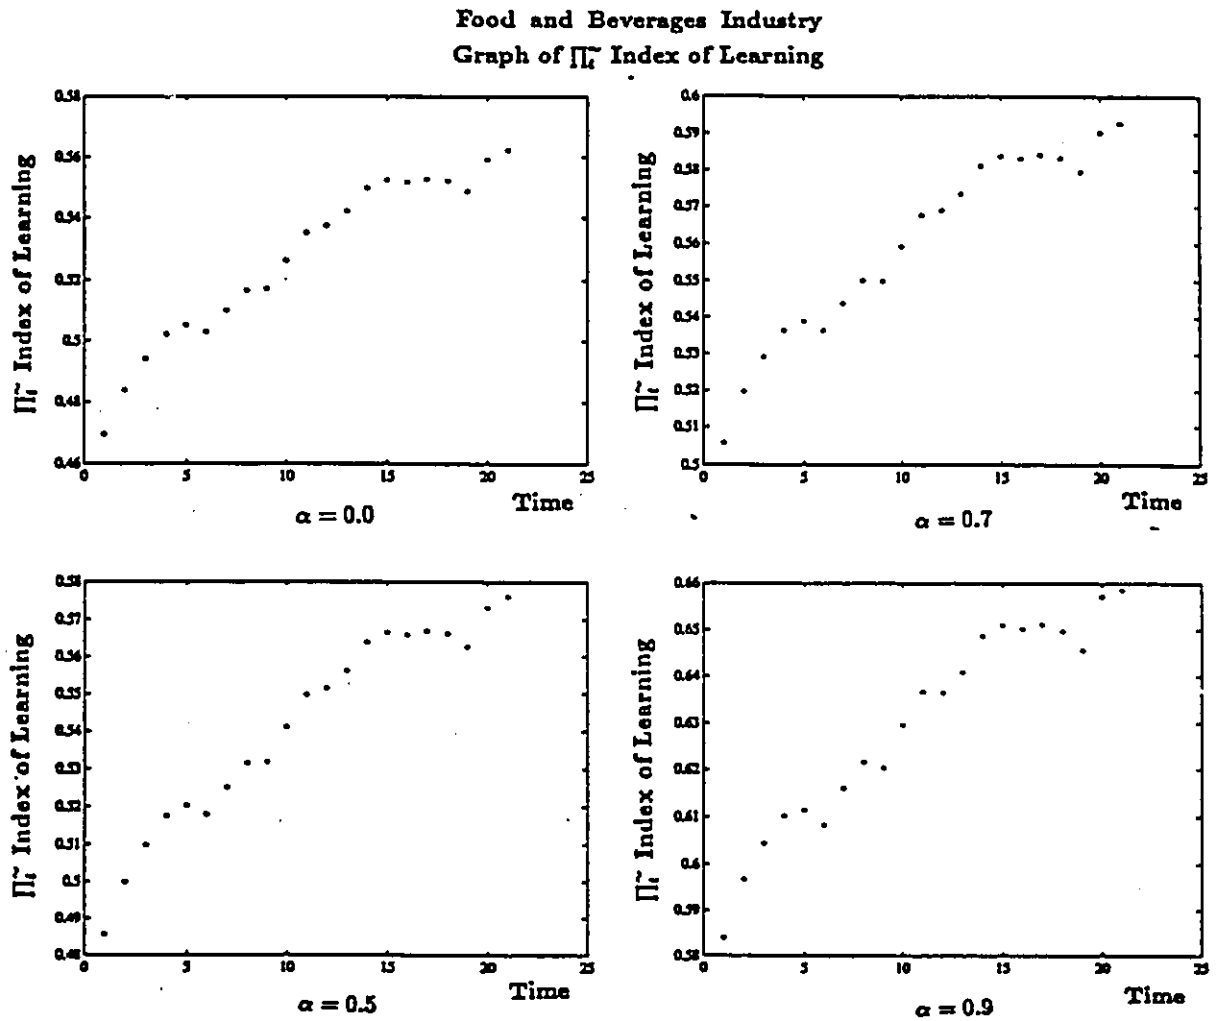 Food and Beverages Industry
Graph of ∏ᵢ~ Index of Learning
∏ᵢ~ Index of Learning
0.58
0.56
0.54
0.52
0.5
0.48
0.46
0 5 10 15 20 25
Time
α = 0.0
∏ᵢ~ Index of Learning
0.6
0.59
0.58
0.57
0.56
0.55
0.54
0.53
0.52
0.51
0.5
0 5 10 15 20 25
Time
α = 0.7
∏ᵢ~ Index of Learning
0.58
0.57
0.56
0.55
0.54
0.53
0.52
0.51
0.5
0.49
0.48
0 5 10 15 20 25
Time
α = 0.5
∏ᵢ~ Index of Learning
0.66
0.65
0.64
0.63
0.62
0.61
0.6
0.59
0.58
0 5 10 15 20 25
Time
α = 0.9